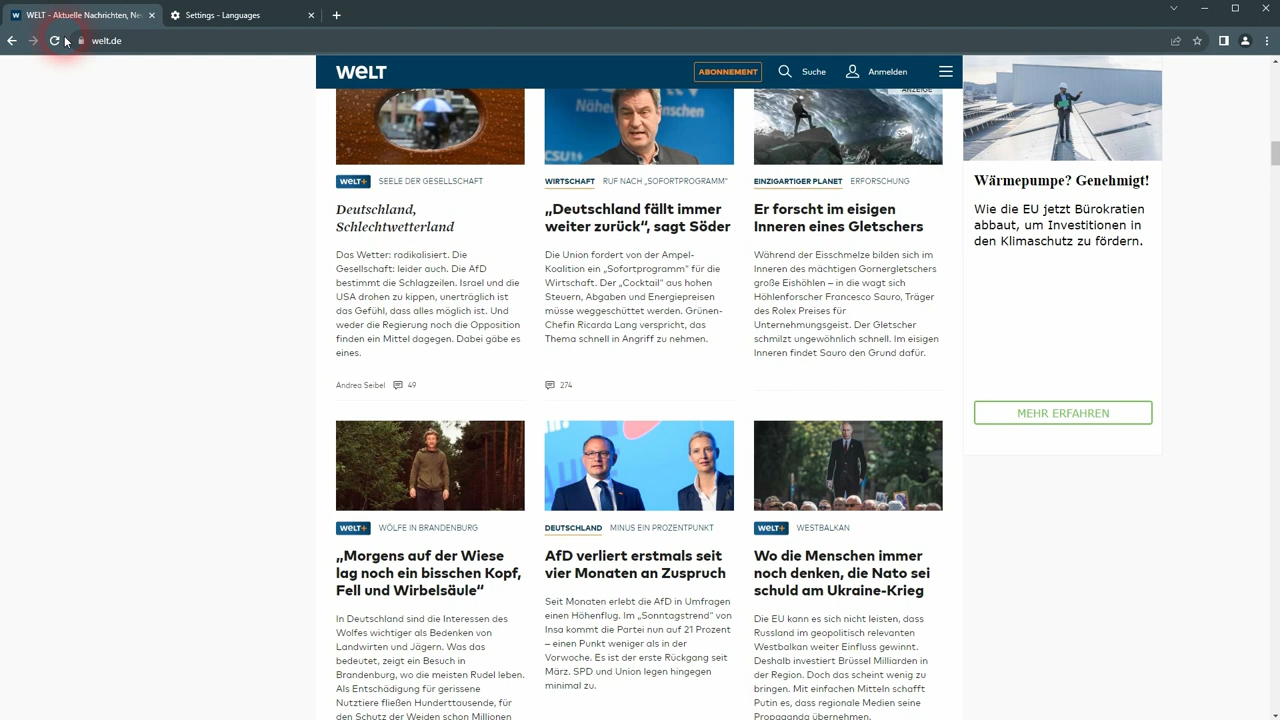 WELT - Aktuelle Nachrichten, Ne
Settings - Languages
welt.de
WELT
ABONNEMENT
Suche
Anmelden
Näher
schen
CSU
ANZEIGE
WELT+ SEELE DER GESELLSCHAFT
Deutschland,
Schlechtwetterland
Das Wetter: radikalisiert. Die
Gesellschaft: leider auch. Die AfD
bestimmt die Schlagzeilen. Israel und die
USA drohen zu kippen, unerträglich ist
das Gefühl, dass alles möglich ist. Und
weder die Regierung noch die Opposition
finden ein Mittel dagegen. Dabei gäbe es
eines.
Andrea Seibel 49
WIRTSCHAFT RUF NACH „SOFORTPROGRAMM“
„Deutschland fällt immer
weiter zurück“, sagt Söder
Die Union fordert von der Ampel-
Koalition ein „Sofortprogramm“ für die
Wirtschaft. Der „Cocktail“ aus hohen
Steuern, Abgaben und Energiepreisen
müsse weggeschüttet werden. Grünen-
Chefin Ricarda Lang verspricht, das
Thema schnell in Angriff zu nehmen.
274
EINZIGARTIGER PLANET ERFORSCHUNG
Er forscht im eisigen
Inneren eines Gletschers
Während der Eisschmelze bilden sich im
Inneren des mächtigen Gornergletschers
große Eishöhlen – in die wagt sich
Höhlenforscher Francesco Sauro, Träger
des Rolex Preises für
Unternehmungsgeist. Der Gletscher
schmilzt ungewöhnlich schnell. Im eisigen
Inneren findet Sauro den Grund dafür.
Wärmepumpe? Genehmigt!
Wie die EU jetzt Bürokratien
abbaut, um Investitionen in
den Klimaschutz zu fördern.
MEHR ERFAHREN
WELT+ WÖLFE IN BRANDENBURG
„Morgens auf der Wiese
lag noch ein bisschen Kopf,
Fell und Wirbelsäule“
In Deutschland sind die Interessen des
Wolfes wichtiger als Bedenken von
Landwirten und Jägern. Was das
bedeutet, zeigt ein Besuch in
Brandenburg, wo die meisten Rudel leben.
Als Entschädigung für gerissene
Nutztiere fließen Hunderttausende, für
den Schutz der Weiden schon Millionen
DEUTSCHLAND MINUS EIN PROZENTPUNKT
AfD verliert erstmals seit
vier Monaten an Zuspruch
Seit Monaten erlebt die AfD in Umfragen
einen Höhenflug. Im „Sonntagstrend“ von
Insa kommt die Partei nun auf 21 Prozent
– einen Punkt weniger als in der
Vorwoche. Es ist der erste Rückgang seit
März. SPD und Union legen hingegen
minimal zu.
WELT+ WESTBALKAN
Wo die Menschen immer
noch denken, die Nato sei
schuld am Ukraine-Krieg
Die EU kann es sich nicht leisten, dass
Russland im geopolitisch relevanten
Westbalkan weiter Einfluss gewinnt.
Deshalb investiert Brüssel Milliarden in
der Region. Doch das scheint wenig zu
bringen. Mit einfachen Mitteln schafft
Putin es, dass regionale Medien seine
Propaganda übernehmen.